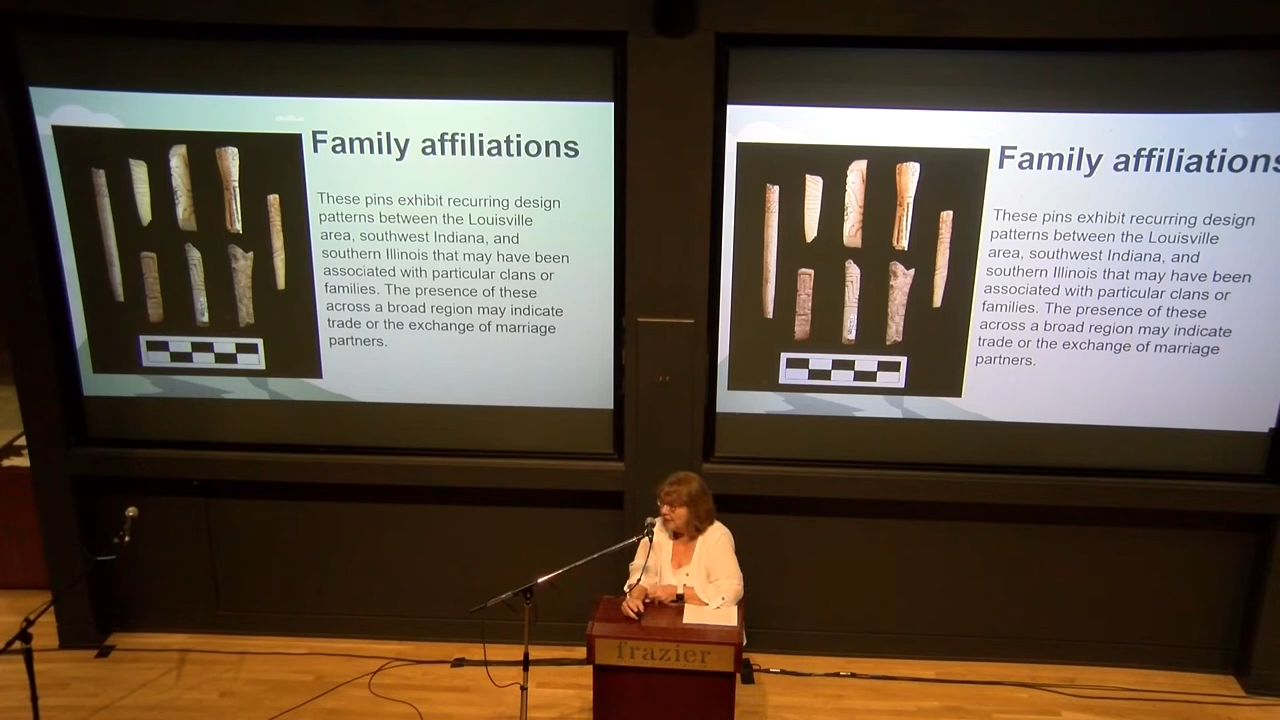 Family affiliations
These pins exhibit recurring design
patterns between the Louisville
area, southwest Indiana, and
southern Illinois that may have been
associated with particular clans or
families. The presence of these
across a broad region may indicate
trade or the exchange of marriage
partners.
Family affiliations
These pins exhibit recurring design
patterns between the Louisville
area, southwest Indiana, and
southern Illinois that may have been
associated with particular clans or
families. The presence of these
across a broad region may indicate
trade or the exchange of marriage
partners.
frazier